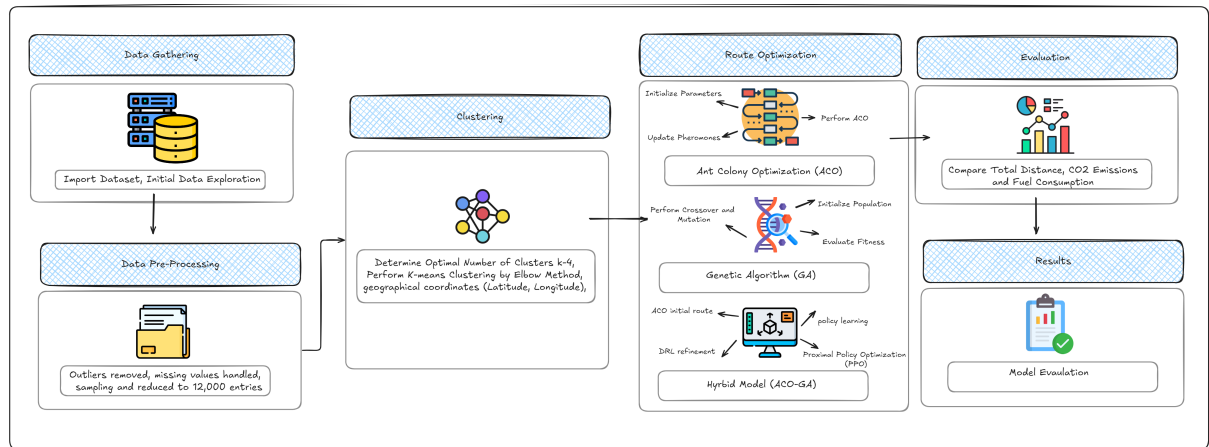 Data Gathering
Import Dataset, Initial Data Exploration
Data Pre-Processing
Outliers removed, missing values handled,
sampling and reduced to 12,000 entries
Clustering
Determine Optimal Number of Clusters k-4,
Perform K-means Clustering by Elbow Method,
geographical coordinates (Latitude, Longitude),
Route Optimization
Initialize Parameters
Perform ACO
Update Pheromones
Ant Colony Optimization (ACO)
Perform Crossover and
Mutation
Initialize Population
Evaluate Fitness
Genetic Algorithm (GA)
ACO initial route
policy learning
DRL refinement
Proximal Policy Optimization
(PPO)
Hyrbid Model (ACO-GA)
Evaluation
Compare Total Distance, CO2 Emissions
and Fuel Consumption
Results
Model Evaulation